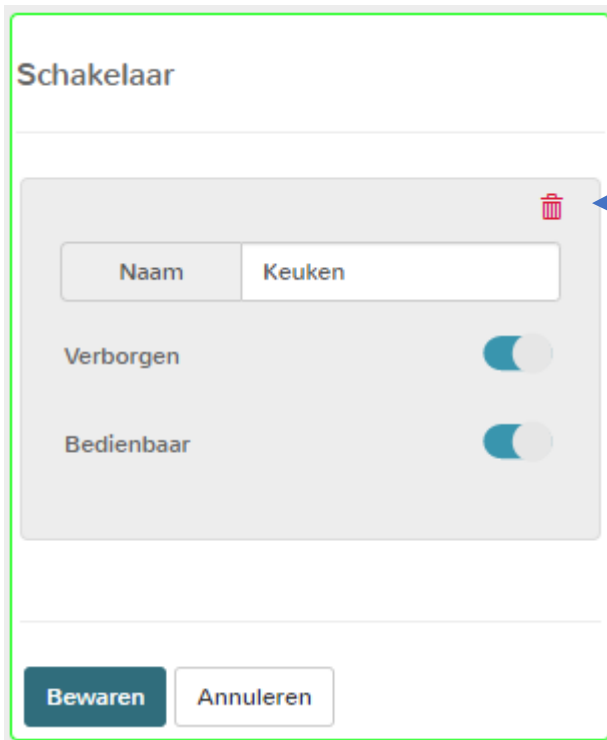 Schakelaar
Naam Keuken
Verborgen
Bedienbaar
Bewaren Annuleren